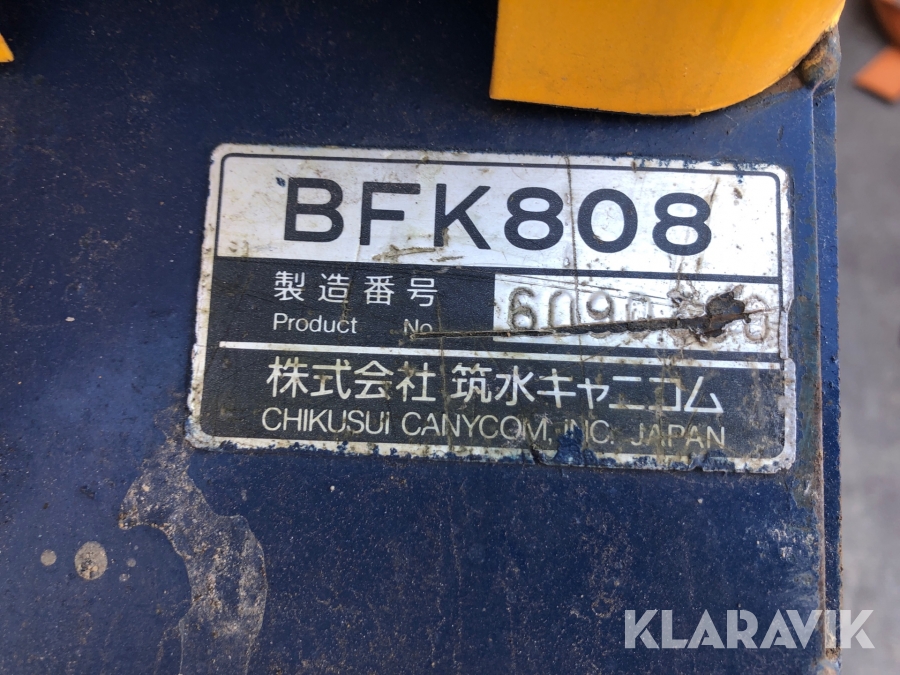 BFK808
製造番号
Product No.
株式会社 筑水キャニコム
CHIKUSUI CANYCOM, INC. JAPAN
KLARAVIK